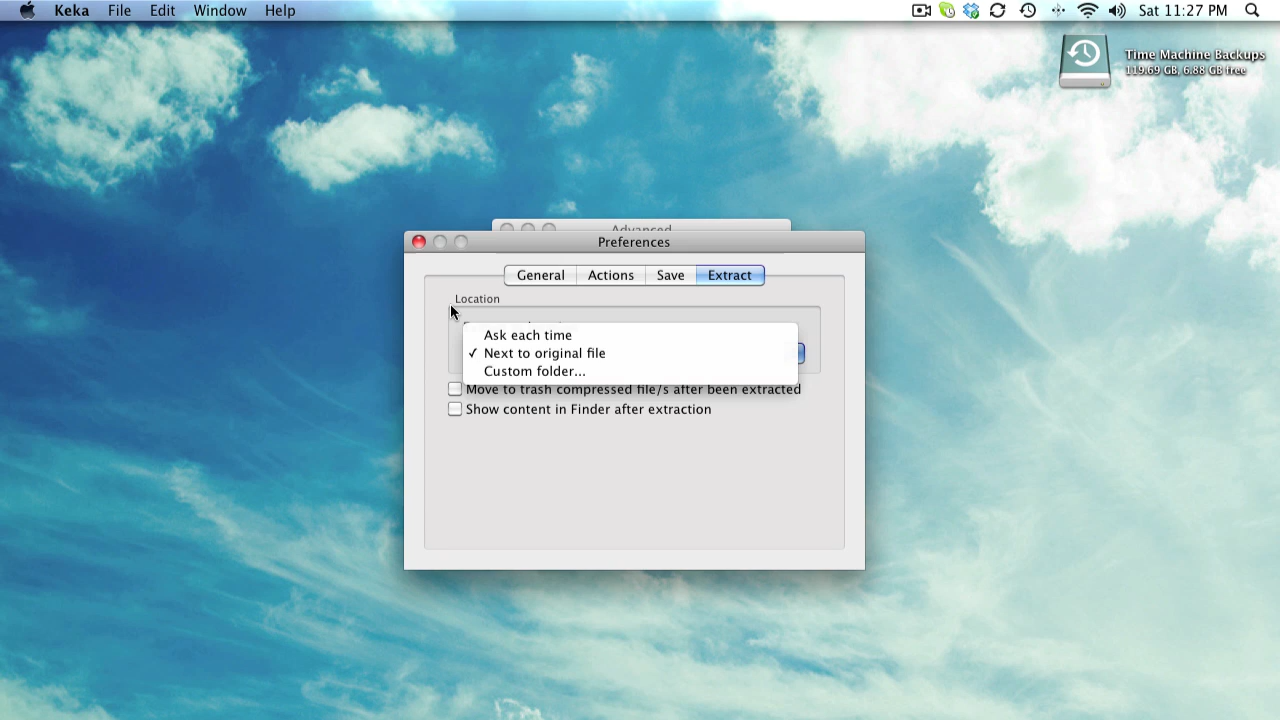 Keka File Edit Window Help Sat 11:27 PM
Time Machine Backups
119.69 GB, 6.88 GB free
Advanced
Preferences
General Actions Save Extract
Location
Ask each time
✓ Next to original file
Custom folder...
Move to trash compressed file/s after been extracted
Show content in Finder after extraction